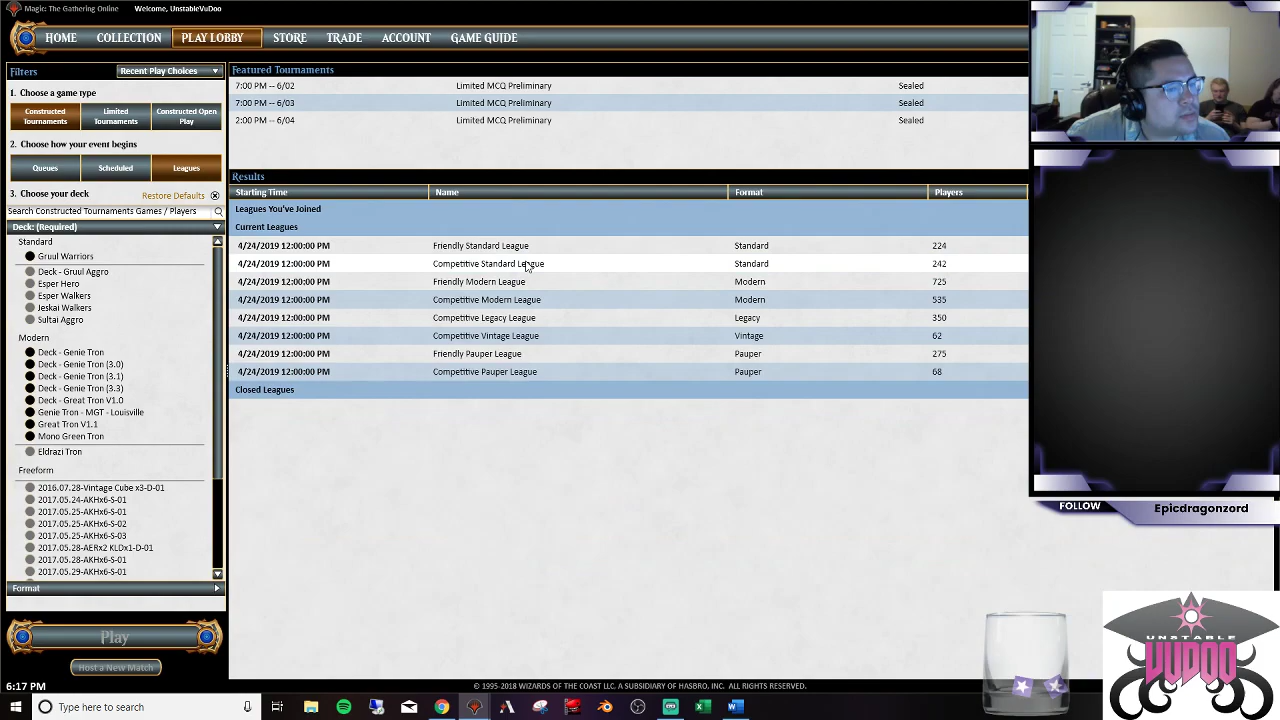 Magic: The Gathering Online
Welcome, UnstableVuDoo
HOME COLLECTION PLAY LOBBY STORE TRADE ACCOUNT GAME GUIDE
Filters Recent Play Choices
1. Choose a game type
Constructed Tournaments Limited Tournaments Constructed Open Play
2. Choose how your event begins
Queues Scheduled Leagues
3. Choose your deck Restore Defaults
Search Constructed Tournaments Games / Players
Deck: (Required)
Standard
Gruul Warriors
Deck - Gruul Aggro
Esper Hero
Esper Walkers
Jeskai Walkers
Sultai Aggro
Modern
Deck - Genie Tron
Deck - Genie Tron (3.0)
Deck - Genie Tron (3.1)
Deck - Genie Tron (3.3)
Deck - Great Tron V1.0
Genie Tron - MGT - Louisville
Great Tron V1.1
Mono Green Tron
Eldrazi Tron
Freeform
2016.07.28-Vintage Cube x3-D-01
2017.05.24-AKHx6-S-01
2017.05.25-AKHx6-S-01
2017.05.25-AKHx6-S-02
2017.05.25-AKHx6-S-03
2017.05.28-AERx2 KLDx1-D-01
2017.05.28-AKHx6-S-01
2017.05.29-AKHx6-S-01
Format
Play
Host a New Match
Featured Tournaments
7:00 PM -- 6/02 Limited MCQ Preliminary Sealed
7:00 PM -- 6/03 Limited MCQ Preliminary Sealed
2:00 PM -- 6/04 Limited MCQ Preliminary Sealed
Results
Starting Time Name Format Players
Leagues You've Joined
Current Leagues
4/24/2019 12:00:00 PM Friendly Standard League Standard 224
4/24/2019 12:00:00 PM Competitive Standard League Standard 242
4/24/2019 12:00:00 PM Friendly Modern League Modern 725
4/24/2019 12:00:00 PM Competitive Modern League Modern 535
4/24/2019 12:00:00 PM Competitive Legacy League Legacy 350
4/24/2019 12:00:00 PM Competitive Vintage League Vintage 62
4/24/2019 12:00:00 PM Friendly Pauper League Pauper 275
4/24/2019 12:00:00 PM Competitive Pauper League Pauper 68
Closed Leagues
FOLLOW Epicdragonzord
UNSTABLE
VUDOO
6:17 PM
© 1995-2018 WIZARDS OF THE COAST LLC, A SUBSIDIARY OF HASBRO, INC. ALL RIGHTS RESERVED.
Type here to search